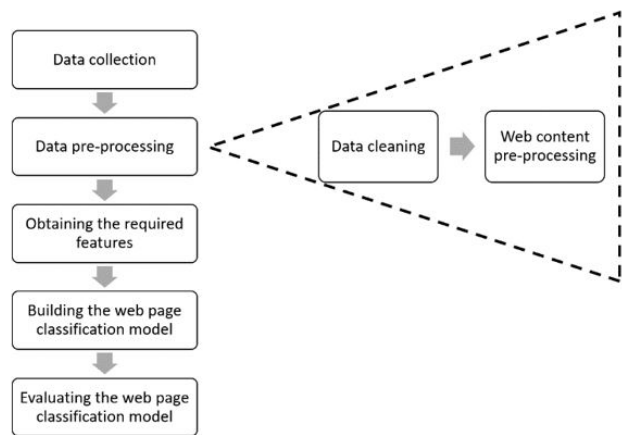 Data collection
Data pre-processing
Data cleaning
Web content
pre-processing
Obtaining the required
features
Building the web page
classification model
Evaluating the web page
classification model